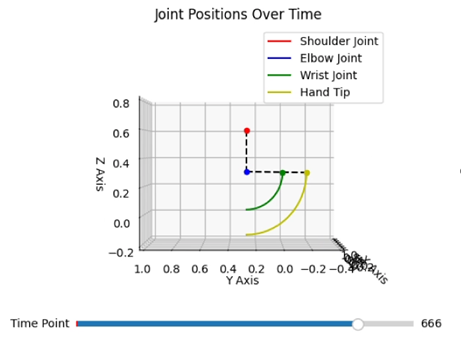 Joint Positions Over Time
Shoulder Joint
Elbow Joint
Wrist Joint
Hand Tip
0.8
0.6
0.4
0.2
0.0
−0.2
Z Axis
1.0 0.8 0.6 0.4 0.2 0.0 −0.2 −0.4
Y Axis
Axis
Time Point 666